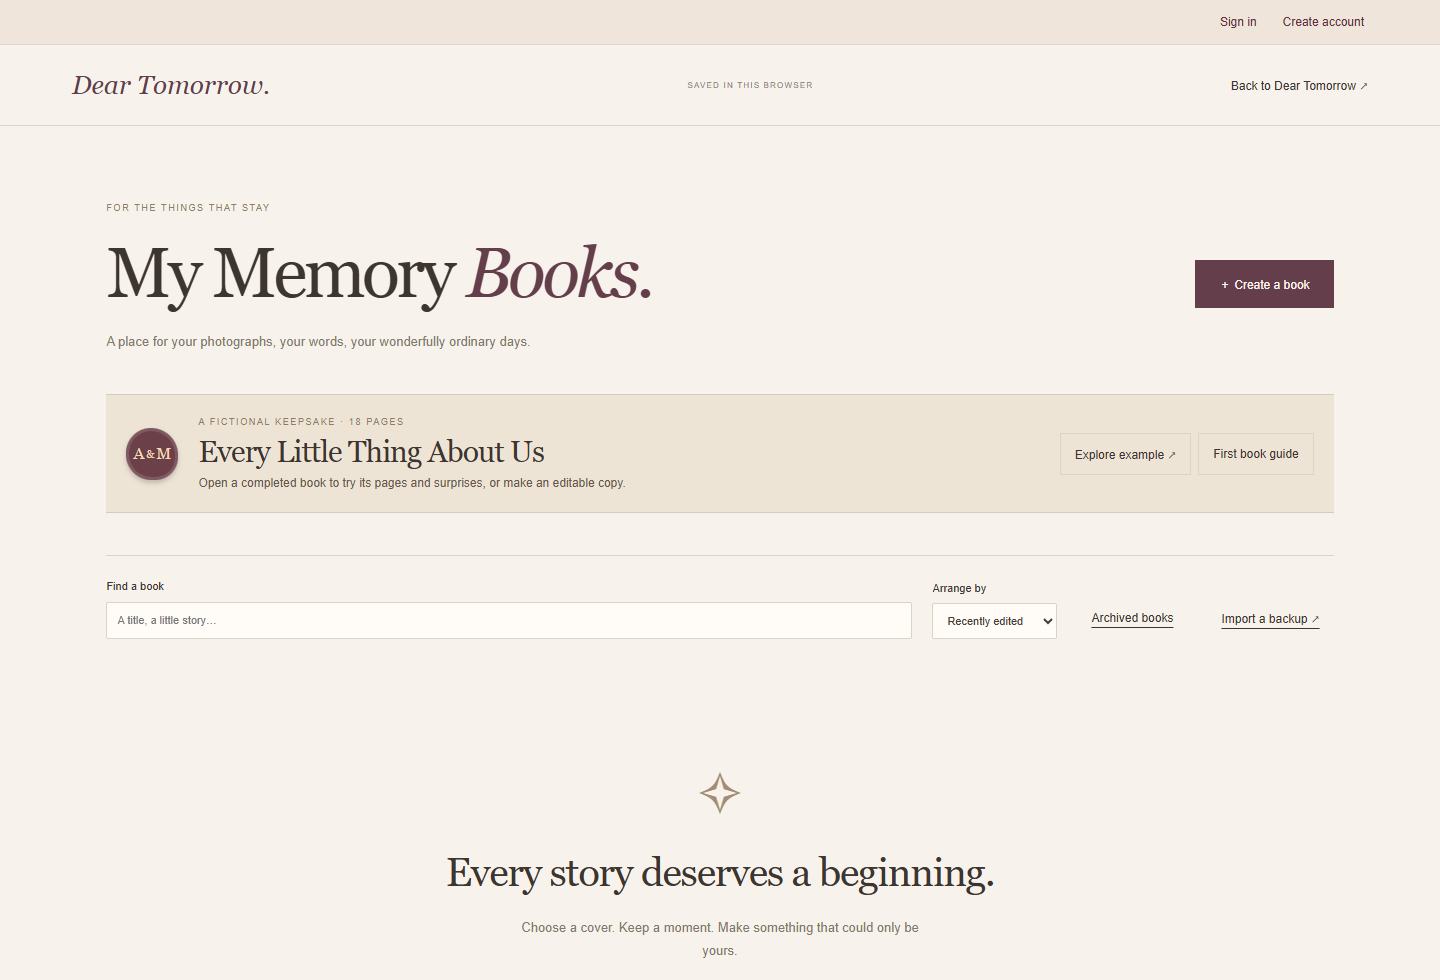 Sign in
Create account
Dear Tomorrow.
SAVED IN THIS BROWSER
Back to Dear Tomorrow ↗
FOR THE THINGS THAT STAY
My Memory Books.
+ Create a book
A place for your photographs, your words, your wonderfully ordinary days.
A&M
A FICTIONAL KEEPSAKE · 18 PAGES
Every Little Thing About Us
Open a completed book to try its pages and surprises, or make an editable copy.
Explore example ↗
First book guide
Find a book
A title, a little story…
Arrange by
Recently edited
Archived books
Import a backup ↗
Every story deserves a beginning.
Choose a cover. Keep a moment. Make something that could only be
yours.